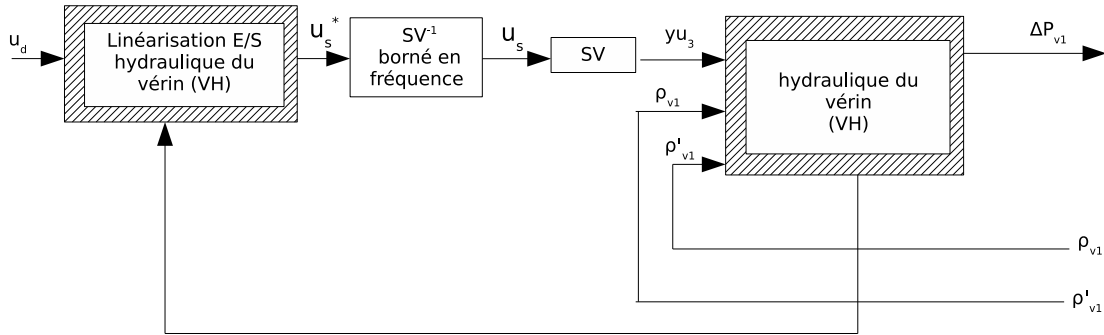 u_d
Linéarisation E/S
hydraulique du
vérin (VH)
u_s^*
SV^-1
borné en
fréquence
u_s
SV
yu_3
ρ_v1
ρ'_v1
hydraulique du
vérin
(VH)
ΔP_v1
ρ_v1
ρ'_v1